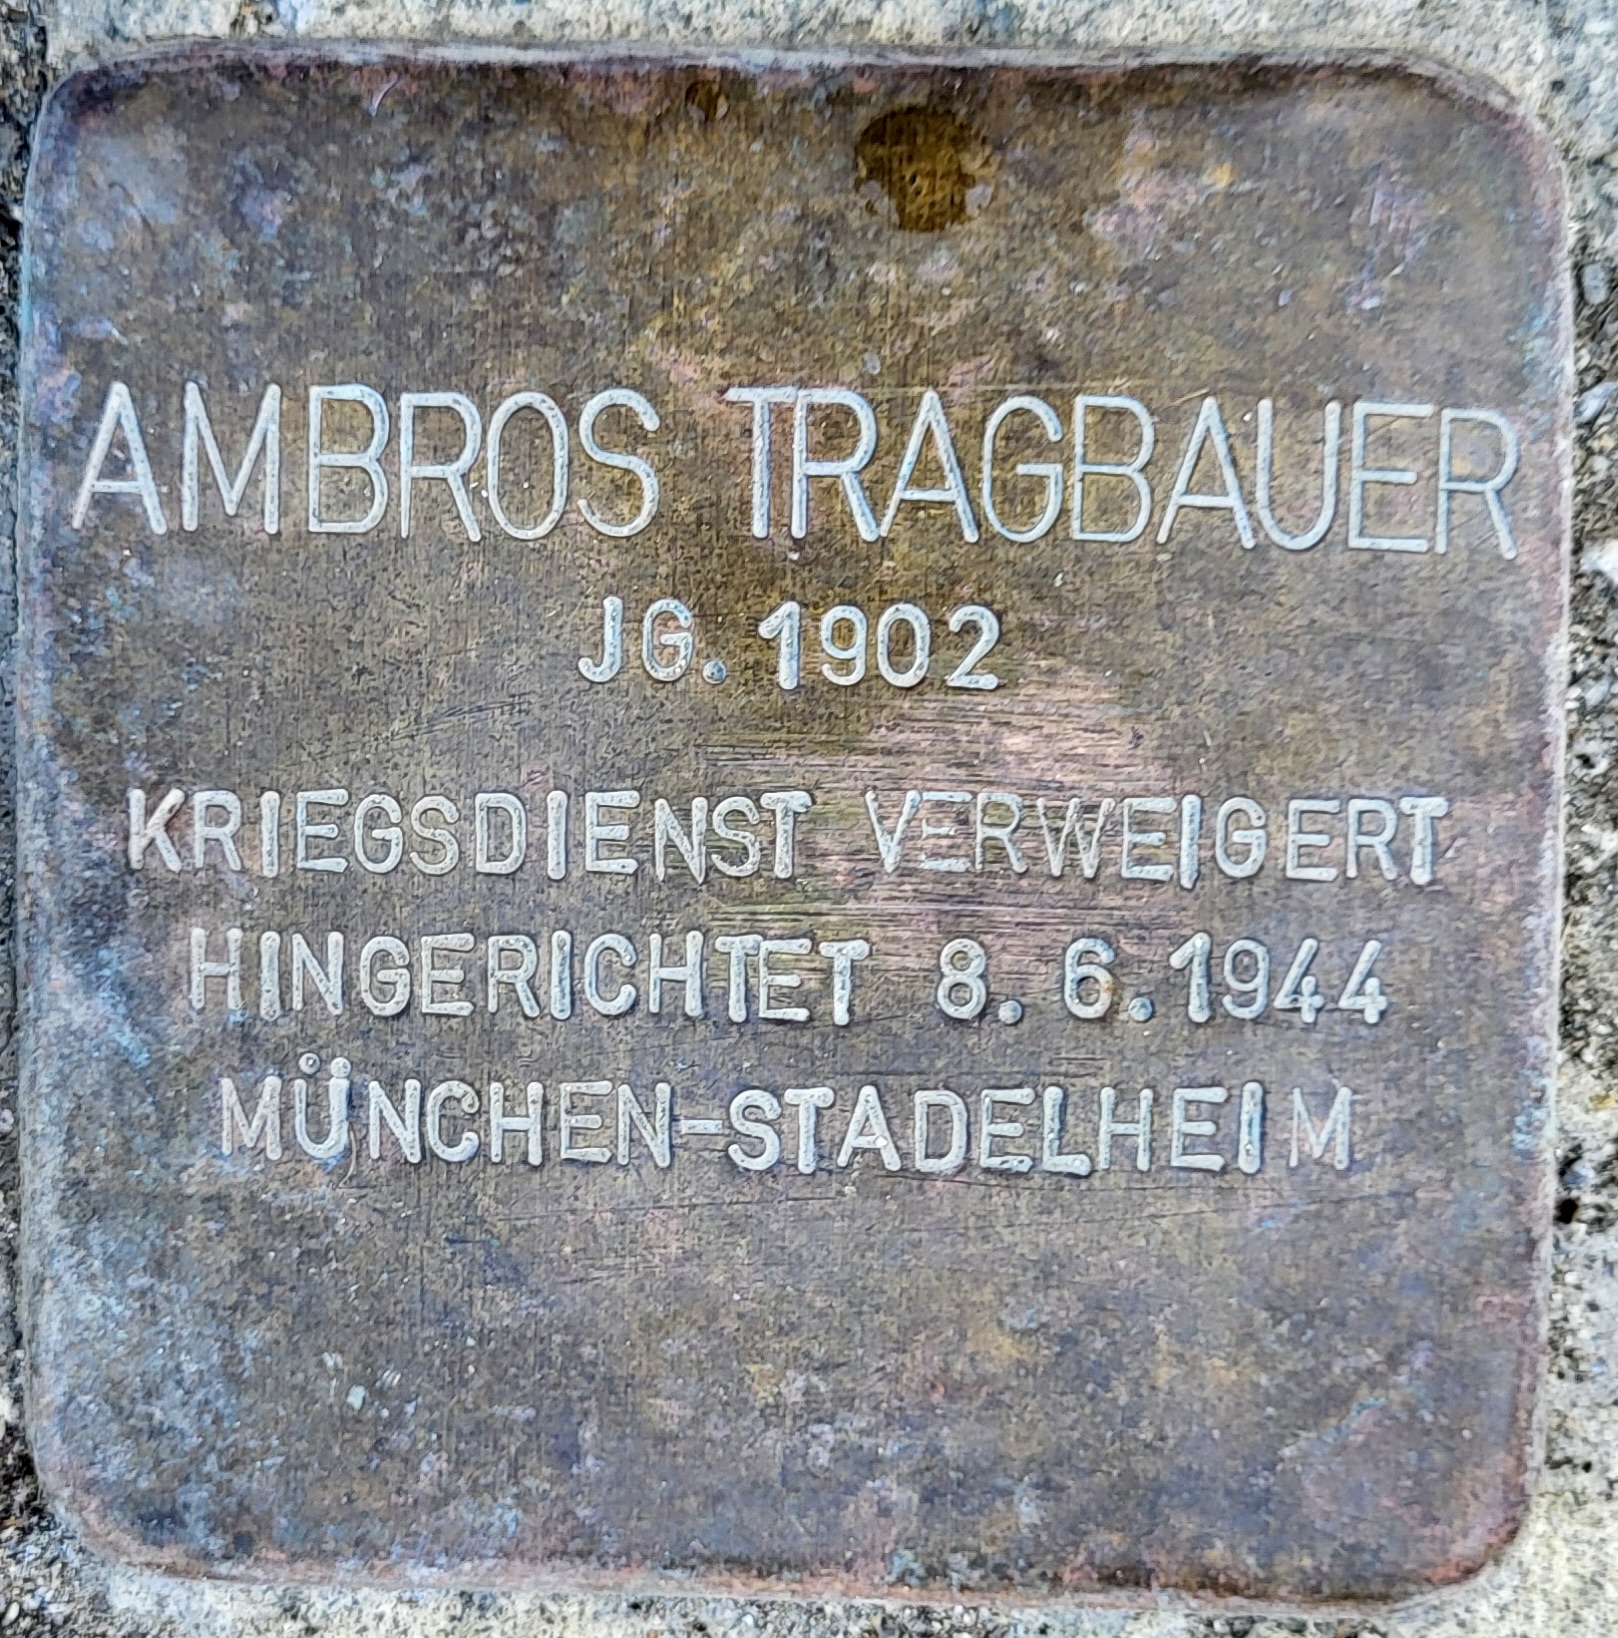 AMBROS TRAGBAUER
JG. 1902
KRIEGSDIENST VERWEIGERT
HINGERICHTET 8. 6. 1944
MÜNCHEN-STADELHEIM